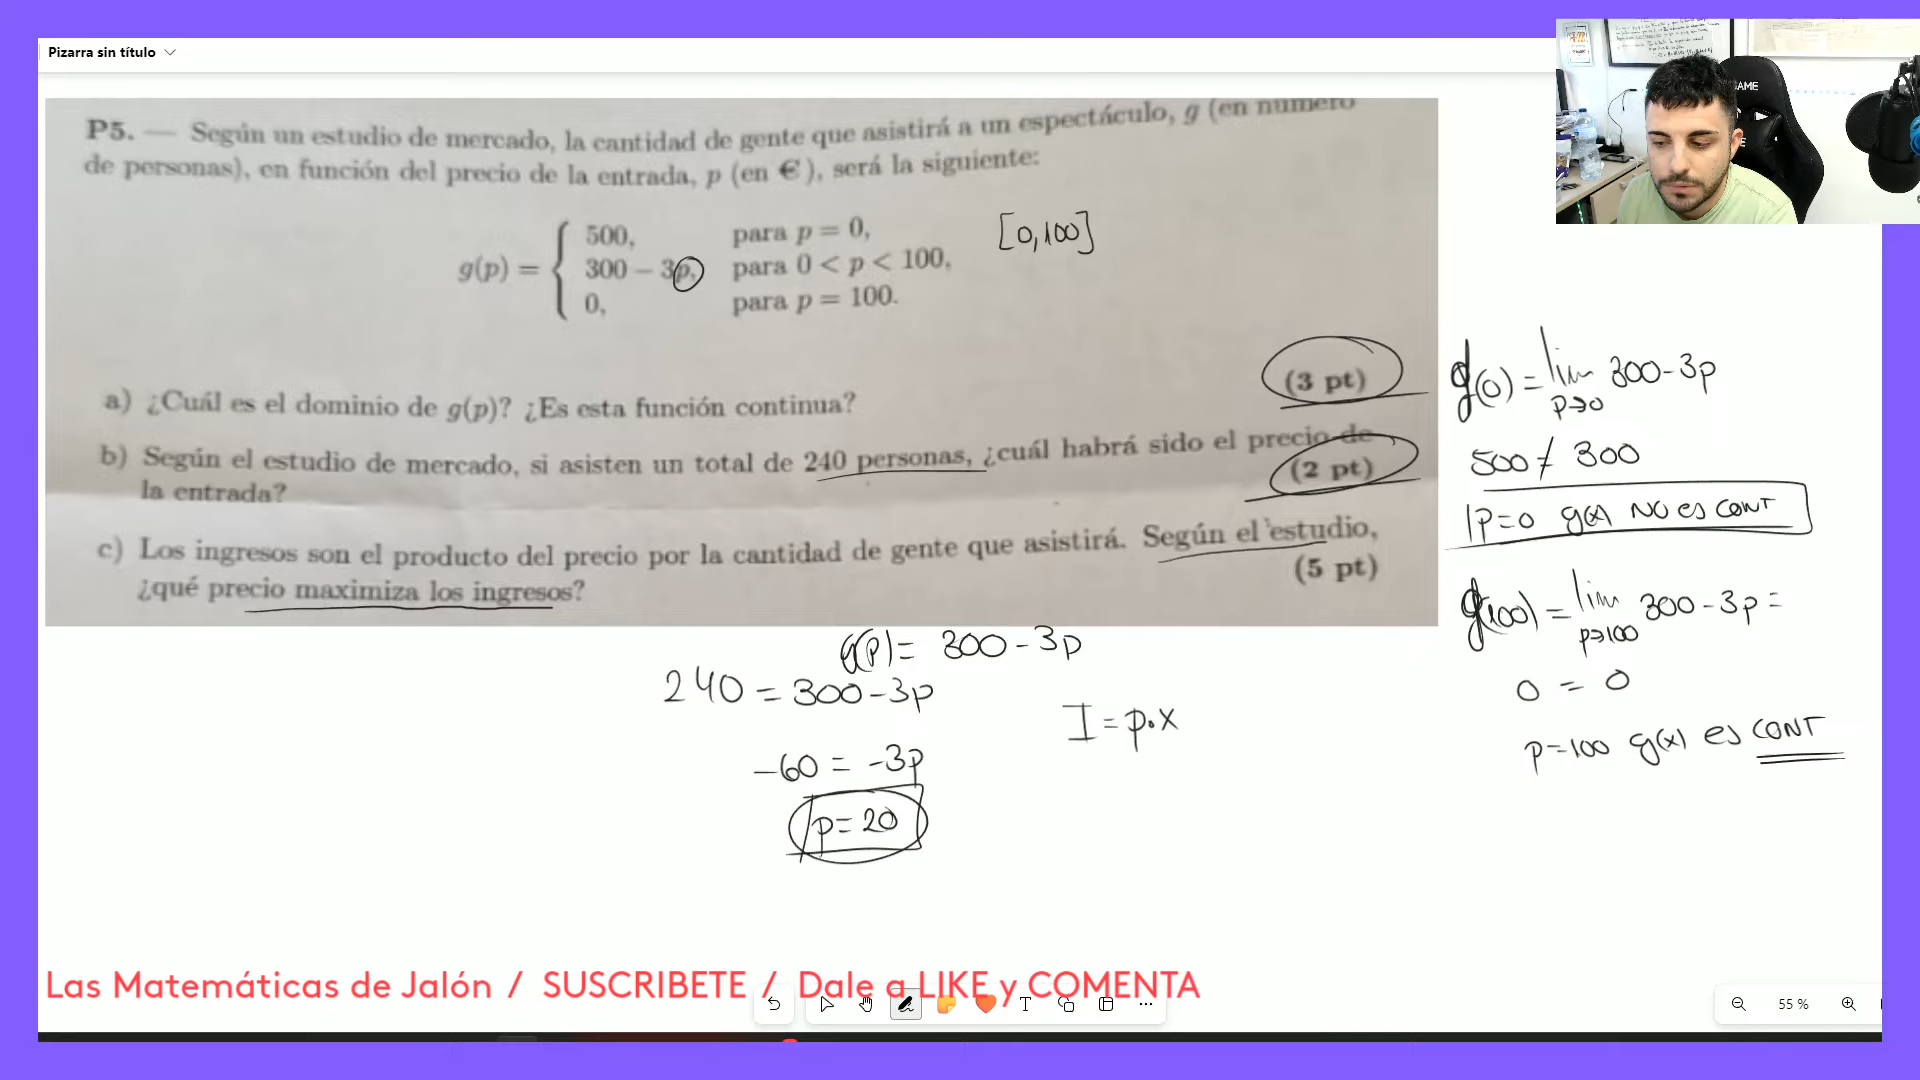 Pizarra sin título
P5. — Según un estudio de mercado, la cantidad de gente que asistirá a un espectáculo, g (en número
de personas), en función del precio de la entrada, p (en €), será la siguiente:
g(p) = { 500, para p = 0,
300 − 3p, para 0 < p < 100,
0, para p = 100.
[0,100]
a) ¿Cuál es el dominio de g(p)? ¿Es esta función continua? (3 pt)
b) Según el estudio de mercado, si asisten un total de 240 personas, ¿cuál habrá sido el precio de
la entrada? (2 pt)
c) Los ingresos son el producto del precio por la cantidad de gente que asistirá. Según el estudio,
¿qué precio maximiza los ingresos? (5 pt)
g(p) = 300 - 3p
240 = 300 - 3p
-60 = -3p
p = 20
I = p·x
g(0) = lim 300 - 3p
p→0
500 ≠ 300
p=0 g(x) NO es CONT
g(100) = lim 300 - 3p =
p→100
0 = 0
p=100 g(x) es CONT
Las Matemáticas de Jalón / SUSCRIBETE / Dale a LIKE y COMENTA
55 %